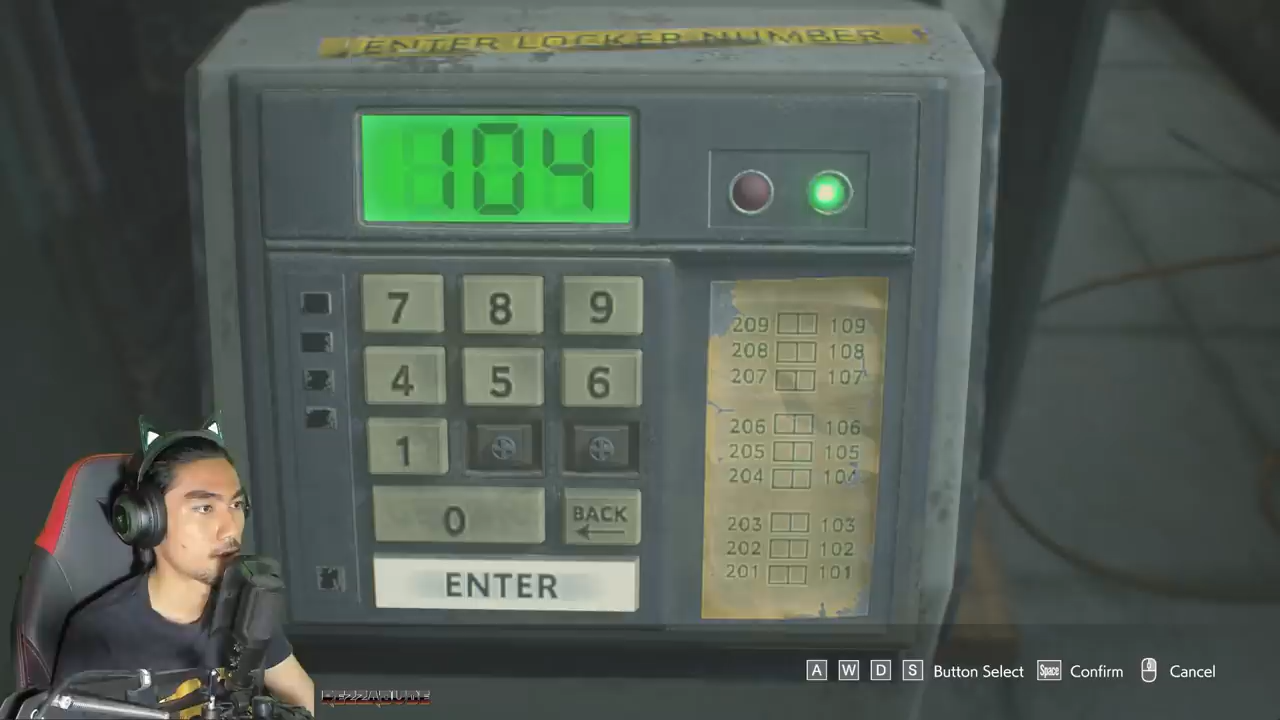 ENTER LOCKER NUMBER
104
7 8 9
4 5 6
1
0 BACK
ENTER
209 109
208 108
207 107
206 106
205 105
204 104
203 103
202 102
201 101
A W D S Button Select Space Confirm Cancel
REZZADUDE